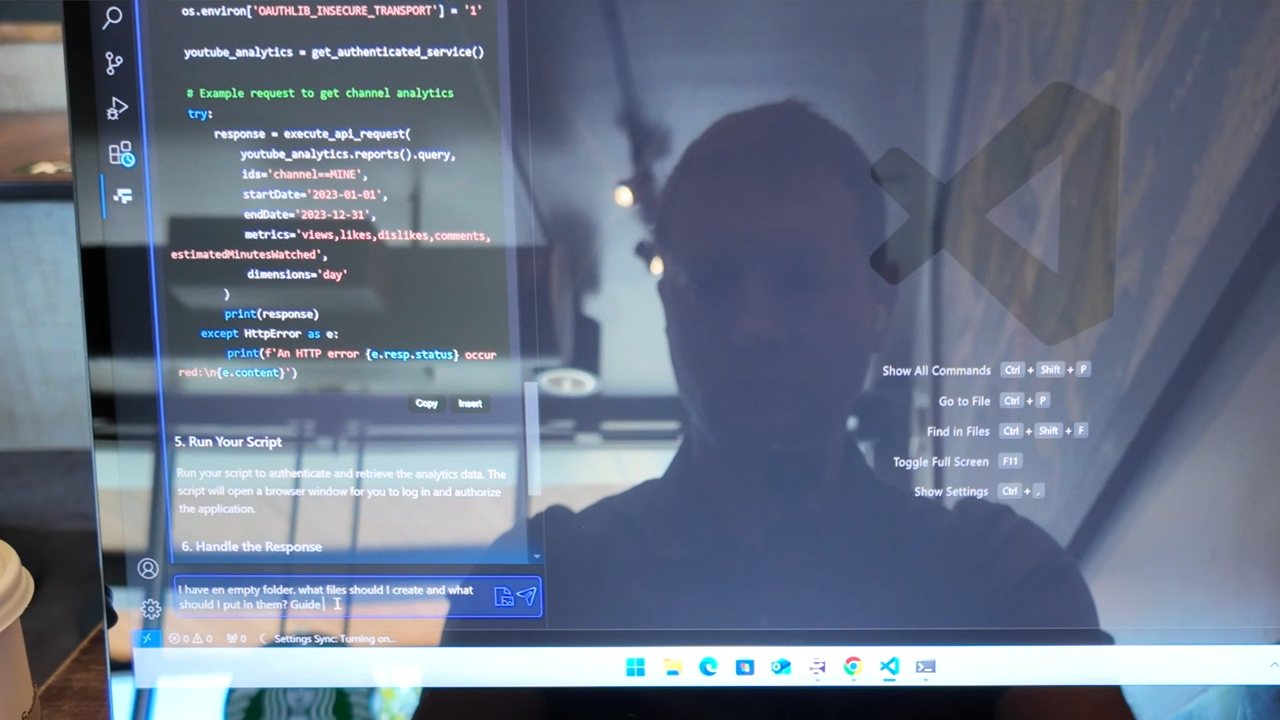 os.environ['OAUTHLIB_INSECURE_TRANSPORT'] = '1'
youtube_analytics = get_authenticated_service()
# Example request to get channel analytics
try:
response = execute_api_request(
youtube_analytics.reports().query,
ids='channel==MINE',
startDate='2023-01-01',
endDate='2023-12-31',
metrics='views,likes,dislikes,comments,
estimatedMinutesWatched',
dimensions='day'
)
print(response)
except HttpError as e:
print(f'An HTTP error {e.resp.status} occur
red:\n{e.content}')
Copy Insert
5. Run Your Script
Run your script to authenticate and retrieve the analytics data. The
script will open a browser window for you to log in and authorize
the application.
6. Handle the Response
I have en empty folder. what files should I create and what
should I put in them? Guide
0 0 0 Settings Sync: Turning on...
Show All Commands Ctrl + Shift + P
Go to File Ctrl + P
Find in Files Ctrl + Shift + F
Toggle Full Screen F11
Show Settings Ctrl + ,